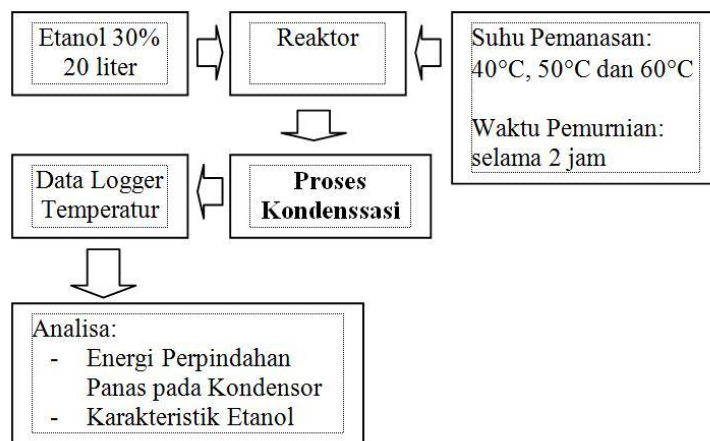 Etanol 30%
20 liter
Reaktor
Suhu Pemanasan:
40°C, 50°C dan 60°C
Waktu Pemurnian:
selama 2 jam
Data Logger
Temperatur
Proses
Kondenssasi
Analisa:
- Energi Perpindahan
Panas pada Kondensor
- Karakteristik Etanol